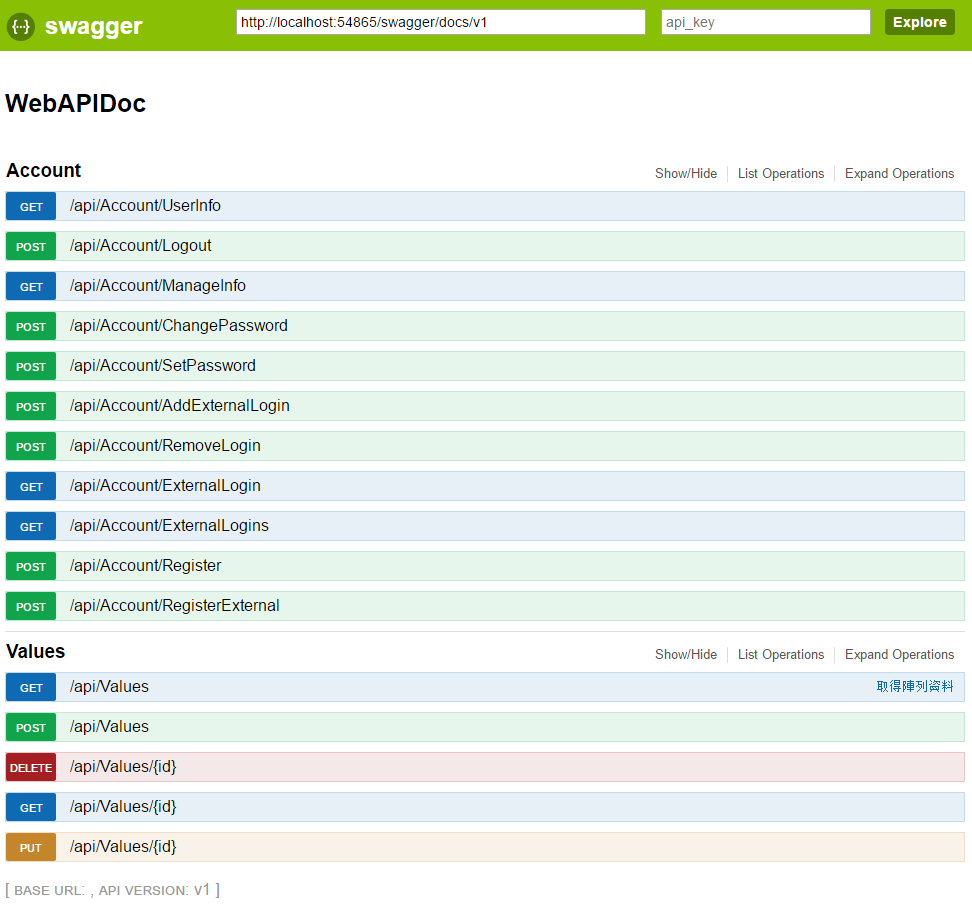 {··} swagger http://localhost:54865/swagger/docs/v1 api_key Explore
WebAPIDoc
Account Show/Hide List Operations Expand Operations
GET /api/Account/UserInfo
POST /api/Account/Logout
GET /api/Account/ManageInfo
POST /api/Account/ChangePassword
POST /api/Account/SetPassword
POST /api/Account/AddExternalLogin
POST /api/Account/RemoveLogin
GET /api/Account/ExternalLogin
GET /api/Account/ExternalLogins
POST /api/Account/Register
POST /api/Account/RegisterExternal
Values Show/Hide List Operations Expand Operations
GET /api/Values 取得陣列資料
POST /api/Values
DELETE /api/Values/{id}
GET /api/Values/{id}
PUT /api/Values/{id}
[ BASE URL: , API VERSION: v1 ]